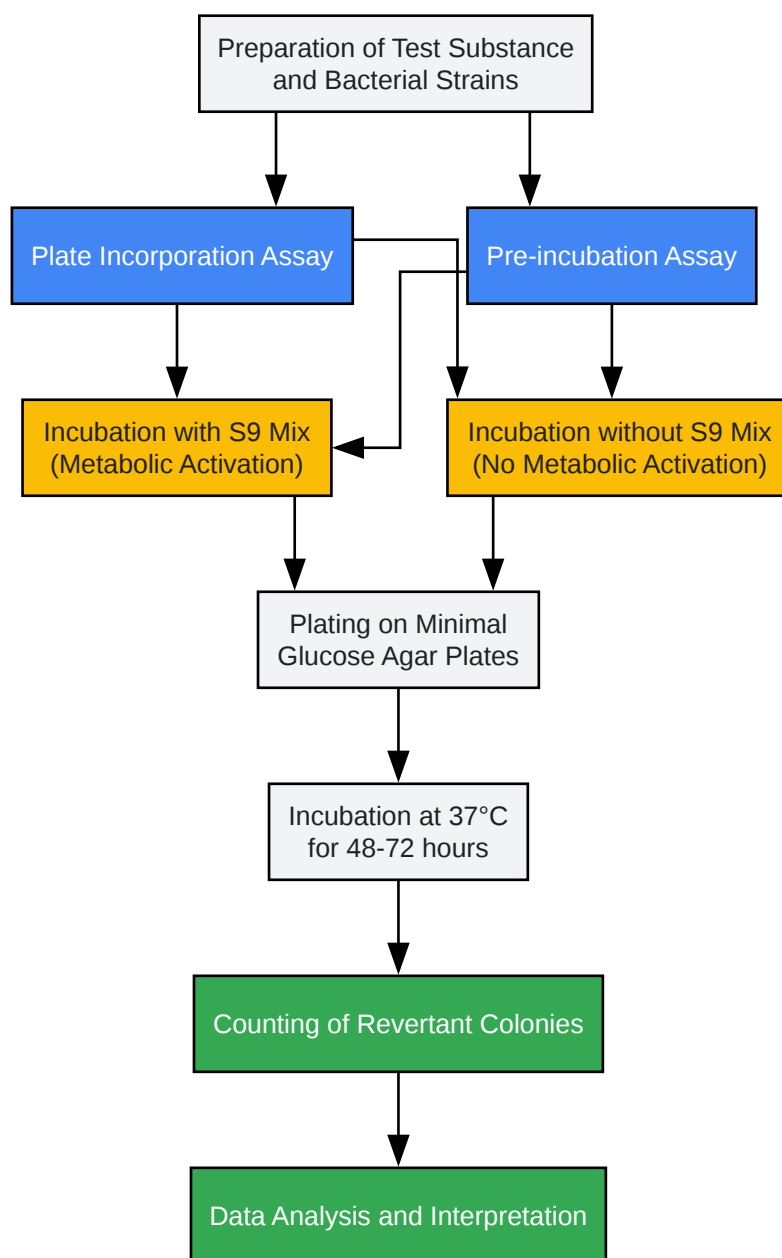 Preparation of Test Substance
and Bacterial Strains
Plate Incorporation Assay
Pre-incubation Assay
Incubation with S9 Mix
(Metabolic Activation)
Incubation without S9 Mix
(No Metabolic Activation)
Plating on Minimal
Glucose Agar Plates
Incubation at 37°C
for 48-72 hours
Counting of Revertant Colonies
Data Analysis and Interpretation